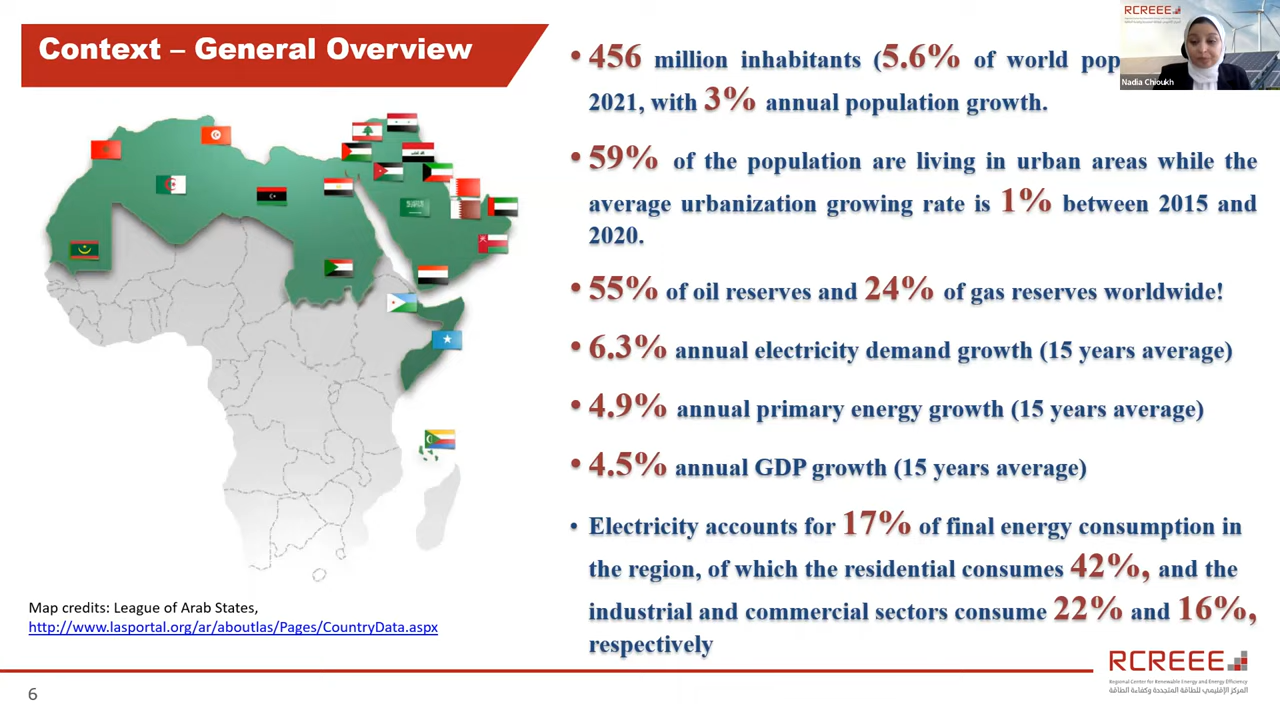 Context – General Overview
• 456 million inhabitants (5.6% of world pop
2021, with 3% annual population growth.
• 59% of the population are living in urban areas while the
average urbanization growing rate is 1% between 2015 and
2020.
• 55% of oil reserves and 24% of gas reserves worldwide!
• 6.3% annual electricity demand growth (15 years average)
• 4.9% annual primary energy growth (15 years average)
• 4.5% annual GDP growth (15 years average)
• Electricity accounts for 17% of final energy consumption in
the region, of which the residential consumes 42%, and the
industrial and commercial sectors consume 22% and 16%,
respectively
Map credits: League of Arab States,
http://www.lasportal.org/ar/aboutlas/Pages/CountryData.aspx
6
RCREEE
Regional Center for Renewable Energy and Energy Efficiency
المركز الإقليمي للطاقة المتجددة وكفاءة الطاقة
RCREEE
Nadia Chioukh